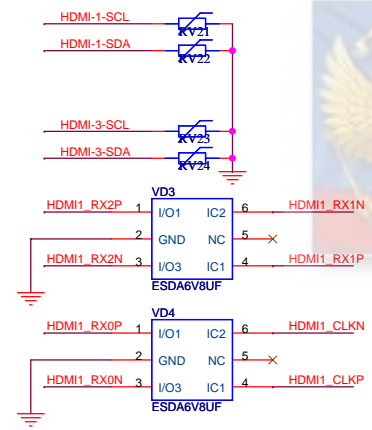 HDMI-1-SCL
RV21
HDMI-1-SDA
RV22
HDMI-3-SCL
RV23
HDMI-3-SDA
RV24
VD3
HDMI1_RX2P 1 I/O1 IC2 6 HDMI1_RX1N
2 GND NC 5
HDMI1_RX2N 3 I/O3 IC1 4 HDMI1_RX1P
ESDA6V8UF
VD4
HDMI1_RX0P 1 I/O1 IC2 6 HDMI1_CLKN
2 GND NC 5
HDMI1_RX0N 3 I/O3 IC1 4 HDMI1_CLKP
ESDA6V8UF